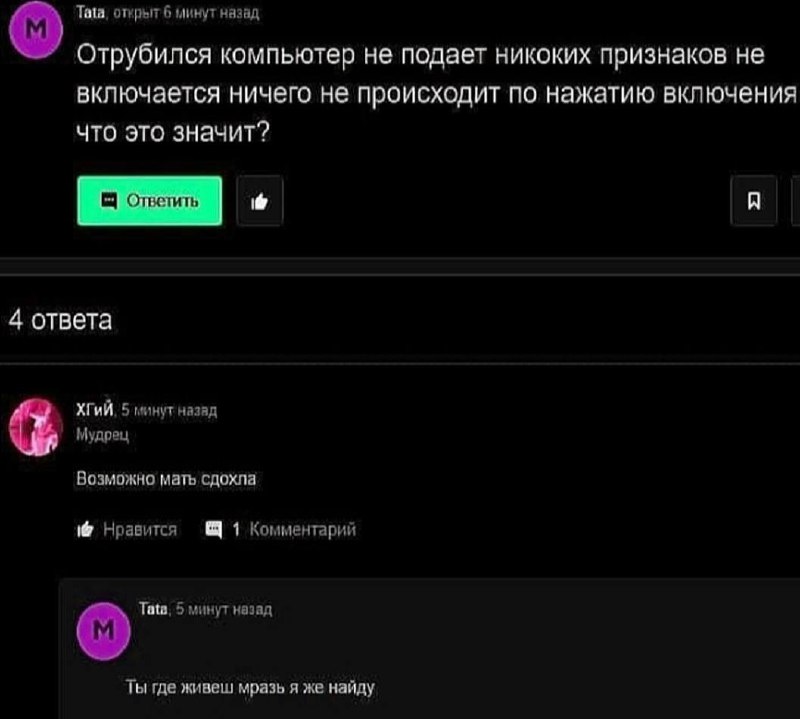 М
Tata, открыт 6 минут назад
Отрубился компьютер не подает никоких признаков не
включается ничего не происходит по нажатию включения
что это значит?
Ответить
4 ответа
ХГиЙ, 5 минут назад
Мудрец
Возможно мать сдохла
Нравится 1 Комментарий
М
Tata, 5 минут назад
Ты где живеш мразь я же найду